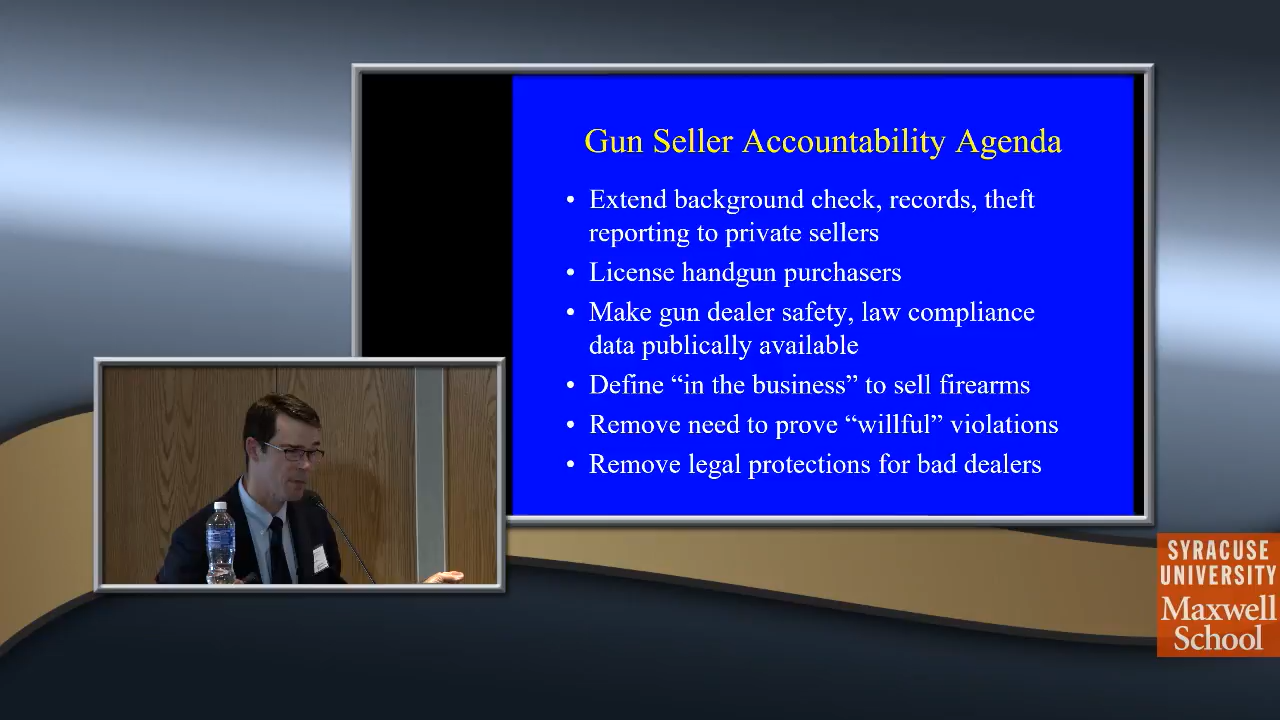 Gun Seller Accountability Agenda
• Extend background check, records, theft
reporting to private sellers
• License handgun purchasers
• Make gun dealer safety, law compliance
data publically available
• Define “in the business” to sell firearms
• Remove need to prove “willful” violations
• Remove legal protections for bad dealers
SYRACUSE
UNIVERSITY
Maxwell
School